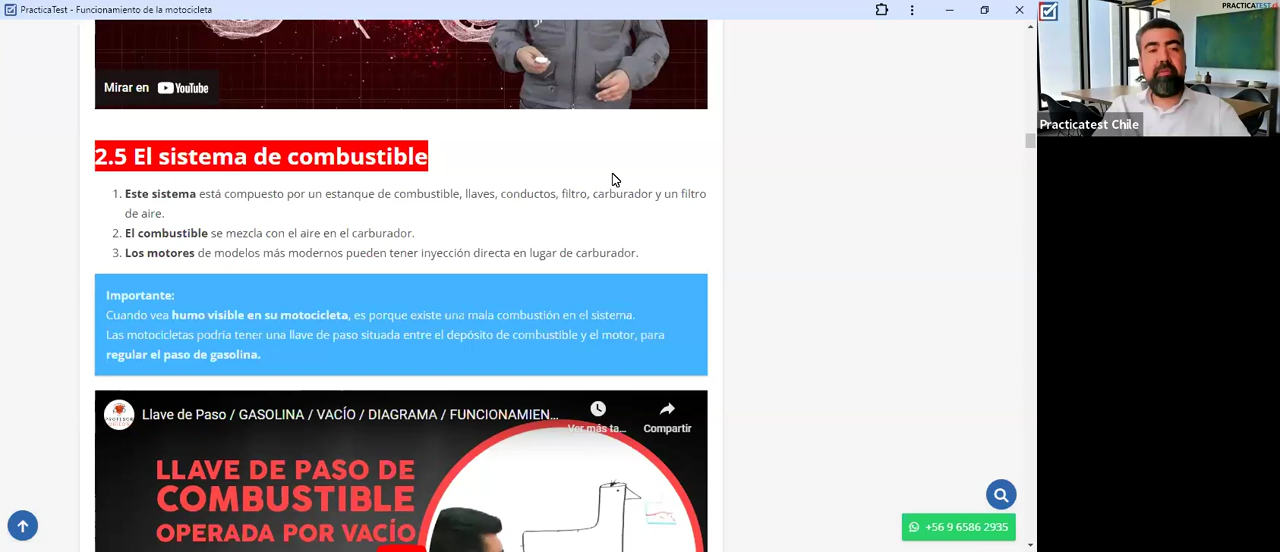 PracticaTest - Funcionamiento de la motocicleta
PRACTICATEST
Practicatest Chile
Mirar en YouTube
2.5 El sistema de combustible
1. Este sistema está compuesto por un estanque de combustible, llaves, conductos, filtro, carburador y un filtro
de aire.
2. El combustible se mezcla con el aire en el carburador.
3. Los motores de modelos más modernos pueden tener inyección directa en lugar de carburador.
Importante:
Cuando vea humo visible en su motocicleta, es porque existe una mala combustión en el sistema.
Las motocicletas podría tener una llave de paso situada entre el depósito de combustible y el motor, para
regular el paso de gasolina.
Llave de Paso / GASOLINA / VACÍO / DIAGRAMA / FUNCIONAMIEN...
Ver más ta...
Compartir
LLAVE DE PASO DE
COMBUSTIBLE
OPERADA POR VACÍO
+56 9 6586 2935